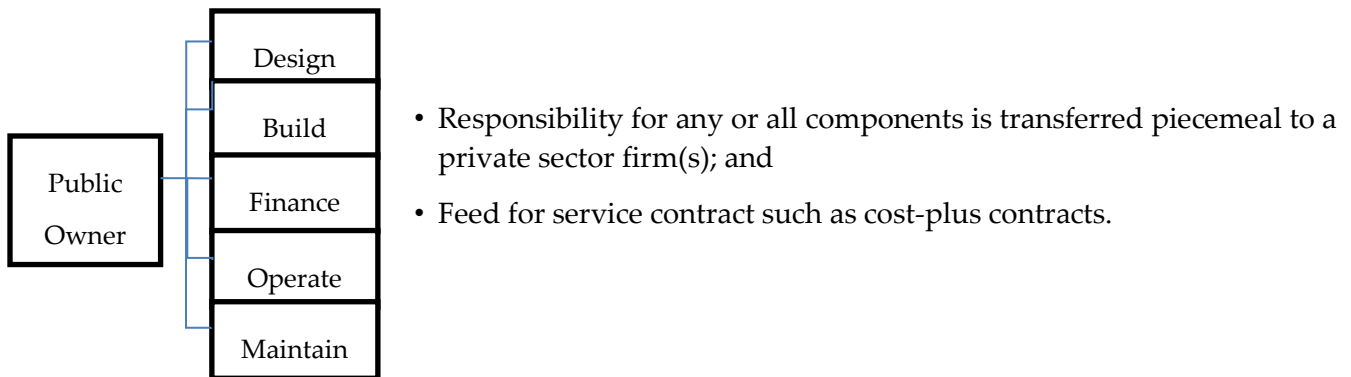 Public
Owner
Design
Build
Finance
Operate
Maintain
• Responsibility for any or all components is transferred piecemeal to a
private sector firm(s); and
• Feed for service contract such as cost-plus contracts.